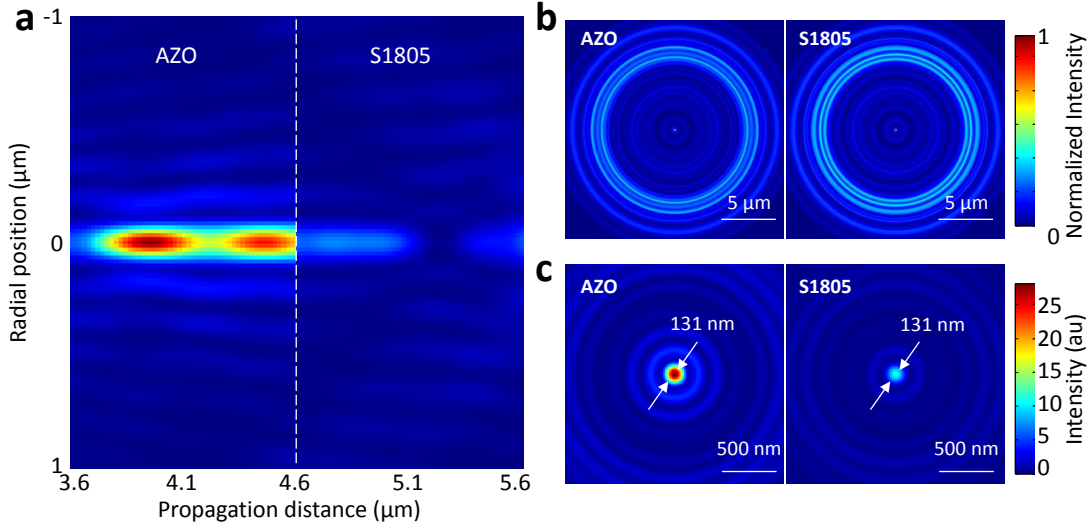 a
-1
0
1
Radial position (µm)
AZO
S1805
3.6
4.1
4.6
5.1
5.6
Propagation distance (µm)
b
AZO
5 µm
S1805
5 µm
1
0
Normalized Intensity
c
AZO
131 nm
500 nm
S1805
131 nm
500 nm
25
20
15
10
5
0
Intensity (au)